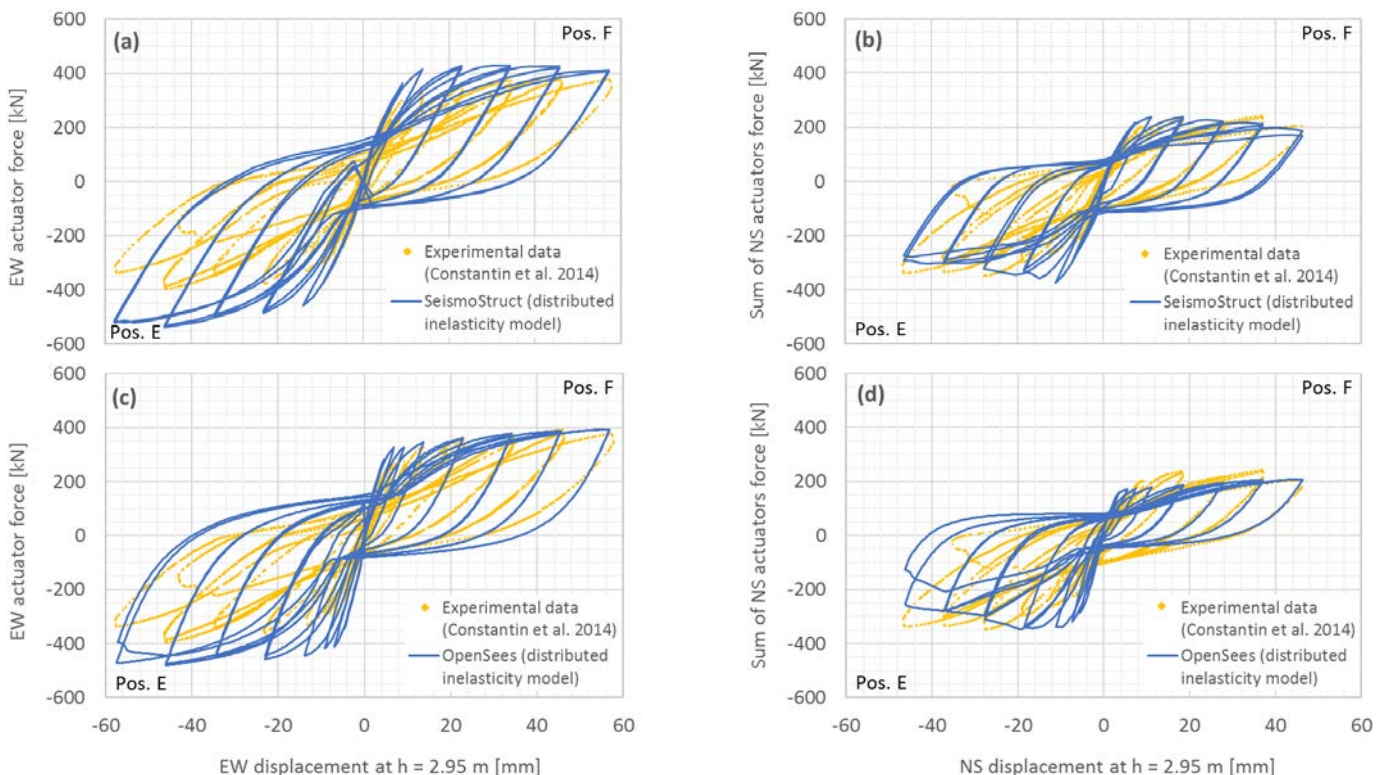 (a)
Pos. F
600
400
200
0
-200
-400
-600
EW actuator force [kN]
Experimental data
(Constantin et al. 2014)
SeismoStruct (distributed
inelasticity model)
Pos. E
(b)
Pos. F
600
400
200
0
-200
-400
-600
Sum of NS actuators force [kN]
Experimental data
(Constantin et al. 2014)
SeismoStruct (distributed
inelasticity model)
Pos. E
(c)
Pos. F
600
400
200
0
-200
-400
-600
EW actuator force [kN]
Experimental data
(Constantin et al. 2014)
OpenSees (distributed
inelasticity model)
Pos. E
-60 -40 -20 0 20 40 60
EW displacement at h = 2.95 m [mm]
(d)
Pos. F
600
400
200
0
-200
-400
-600
Sum of NS actuators force [kN]
Experimental data
(Constantin et al. 2014)
OpenSees (distributed
inelasticity model)
Pos. E
-60 -40 -20 0 20 40 60
NS displacement at h = 2.95 m [mm]